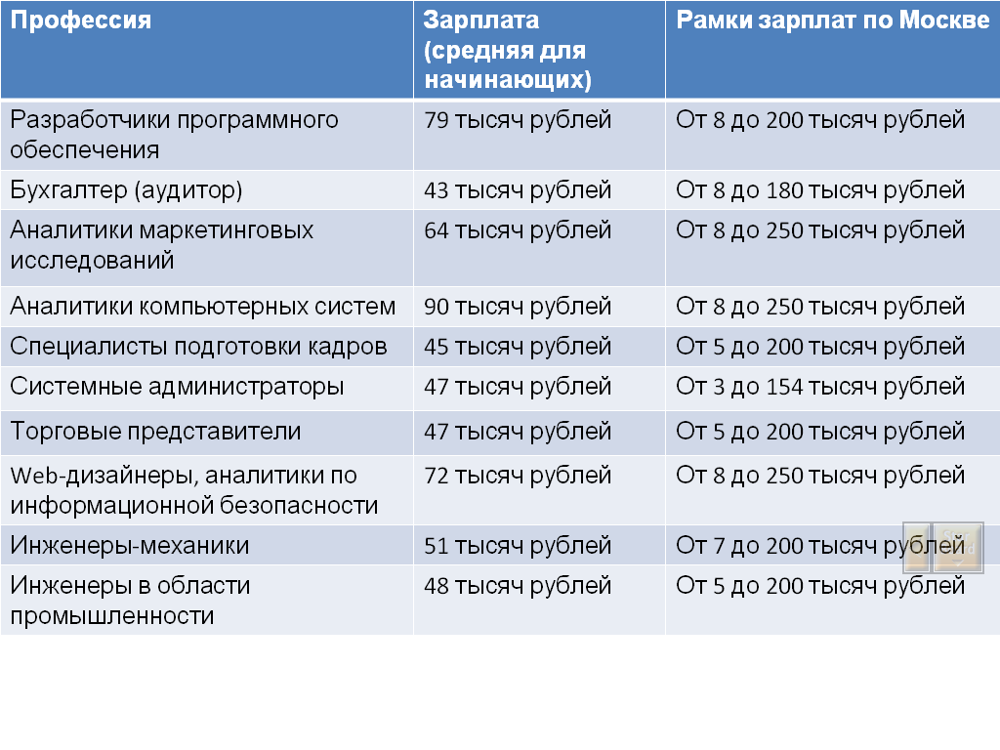 Профессия
Зарплата
(средняя для
начинающих)
Рамки зарплат по Москве
Разработчики программного
обеспечения
79 тысяч рублей
От 8 до 200 тысяч рублей
Бухгалтер (аудитор)
43 тысяч рублей
От 8 до 180 тысяч рублей
Аналитики маркетинговых
исследований
64 тысяч рублей
От 8 до 250 тысяч рублей
Аналитики компьютерных систем
90 тысяч рублей
От 8 до 250 тысяч рублей
Специалисты подготовки кадров
45 тысяч рублей
От 5 до 200 тысяч рублей
Системные администраторы
47 тысяч рублей
От 3 до 154 тысяч рублей
Торговые представители
47 тысяч рублей
От 5 до 200 тысяч рублей
Web-дизайнеры, аналитики по
информационной безопасности
72 тысяч рублей
От 8 до 250 тысяч рублей
Инженеры-механики
51 тысяч рублей
От 7 до 200 тысяч рублей
Инженеры в области
промышленности
48 тысяч рублей
От 5 до 200 тысяч рублей